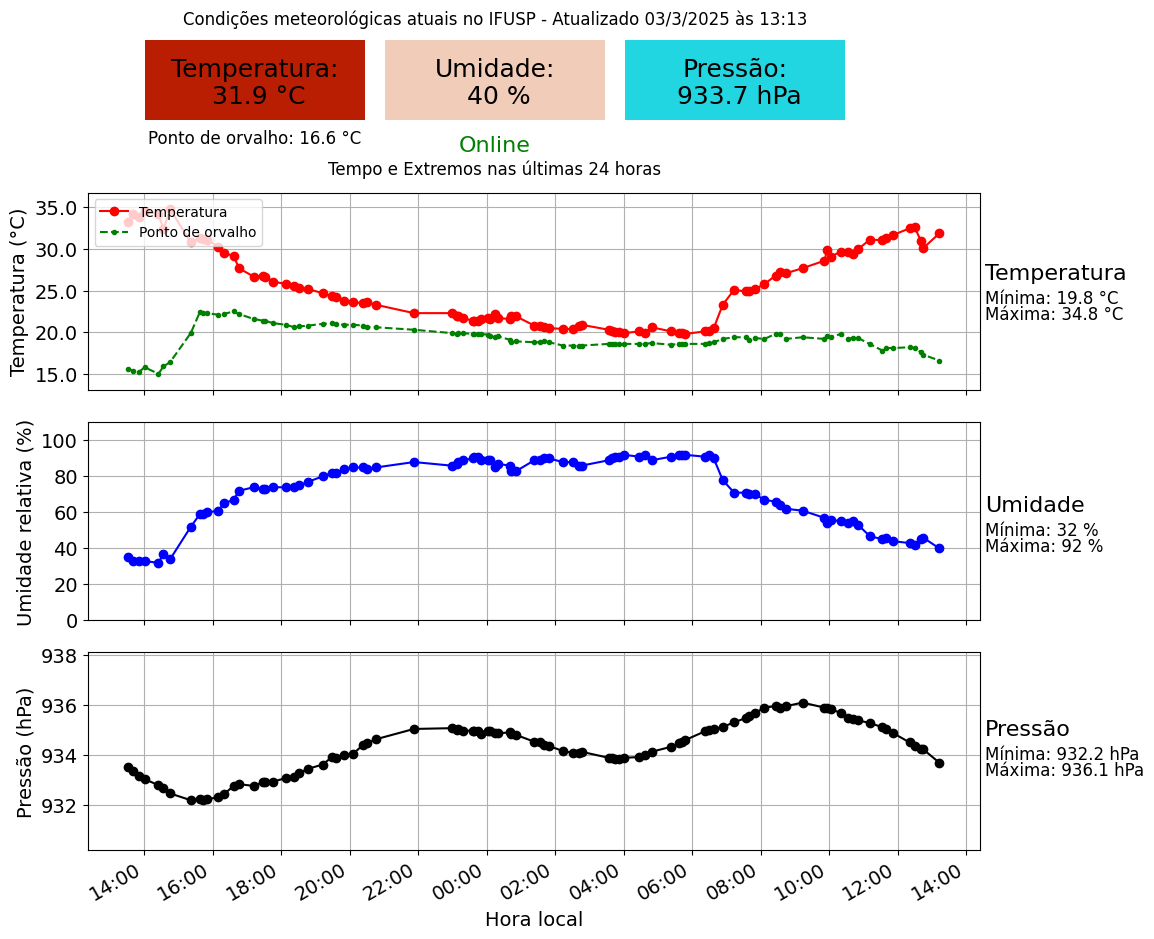 Condições meteorológicas atuais no IFUSP - Atualizado 03/3/2025 às 13:13
Temperatura:
31.9 °C
Umidade:
40 %
Pressão:
933.7 hPa
Ponto de orvalho: 16.6 °C
Online
Tempo e Extremos nas últimas 24 horas
Temperatura (°C)
35.0
30.0
25.0
20.0
15.0
Temperatura
Ponto de orvalho
Temperatura
Mínima: 19.8 °C
Máxima: 34.8 °C
Umidade relativa (%)
100
80
60
40
20
0
Umidade
Mínima: 32 %
Máxima: 92 %
Pressão (hPa)
938
936
934
932
Pressão
Mínima: 932.2 hPa
Máxima: 936.1 hPa
14:00 16:00 18:00 20:00 22:00 00:00 02:00 04:00 06:00 08:00 10:00 12:00 14:00
Hora local